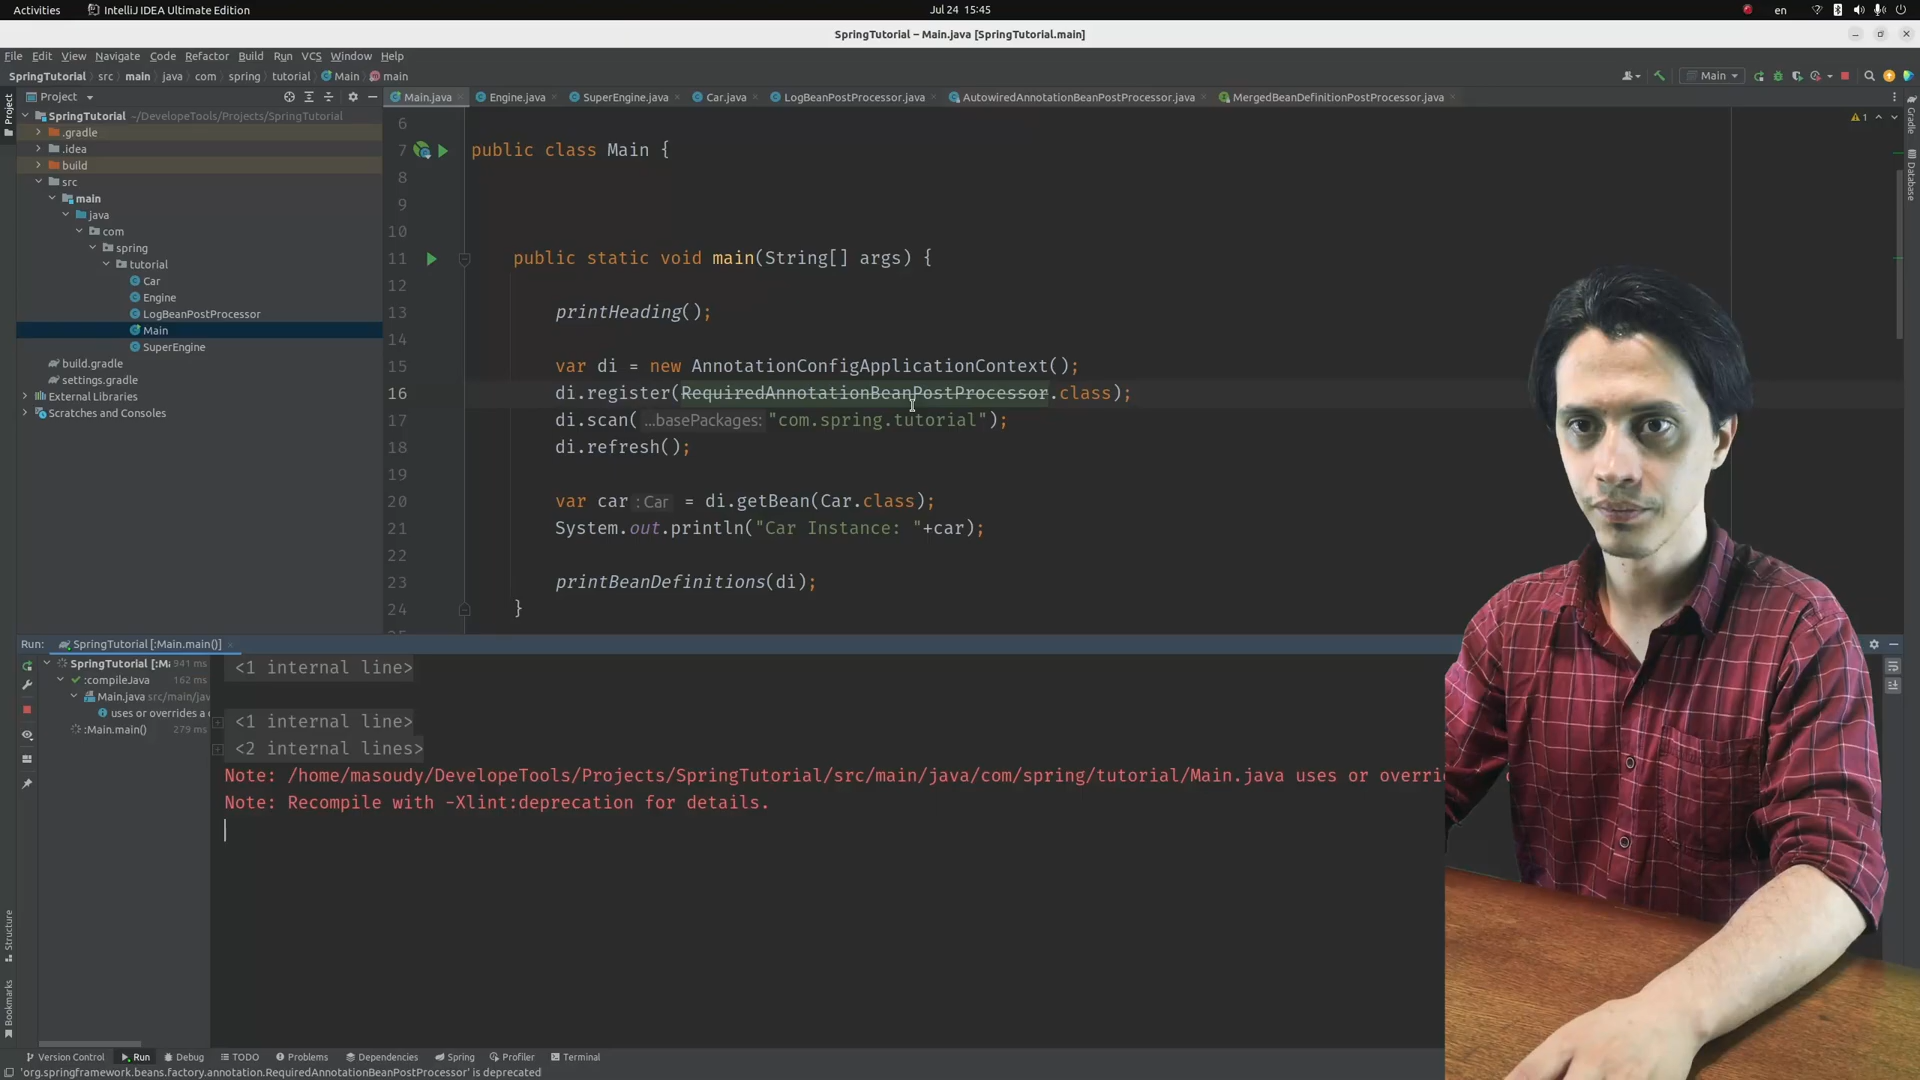 Activities IntelliJ IDEA Ultimate Edition Jul 24 15:45 en
SpringTutorial – Main.java [SpringTutorial.main]
File Edit View Navigate Code Refactor Build Run VCS Window Help
SpringTutorial src main java com spring tutorial Main main Main
Project
Main.java Engine.java SuperEngine.java Car.java LogBeanPostProcessor.java AutowiredAnnotationBeanPostProcessor.java MergedBeanDefinitionPostProcessor.java
Project
Gradle
Database
SpringTutorial ~/DevelopeTools/Projects/SpringTutorial
.gradle
.idea
build
src
main
java
com
spring
tutorial
Car
Engine
LogBeanPostProcessor
Main
SuperEngine
build.gradle
settings.gradle
External Libraries
Scratches and Consoles
1
6
7 public class Main {
8
9
10
11 public static void main(String[] args) {
12
13 printHeading();
14
15 var di = new AnnotationConfigApplicationContext();
16 di.register(RequiredAnnotationBeanPostProcessor.class);
17 di.scan( ...basePackages: "com.spring.tutorial");
18 di.refresh();
19
20 var car : Car = di.getBean(Car.class);
21 System.out.println("Car Instance: "+car);
22
23 printBeanDefinitions(di);
24 }
Run: SpringTutorial [:Main.main()]
SpringTutorial [:Ma 941 ms
:compileJava 162 ms
Main.java src/main/jav
uses or overrides a
:Main.main() 279 ms
<1 internal line>
<1 internal line>
<2 internal lines>
Note: /home/masoudy/DevelopeTools/Projects/SpringTutorial/src/main/java/com/spring/tutorial/Main.java uses or overri
Note: Recompile with -Xlint:deprecation for details.
Structure
Bookmarks
Version Control Run Debug TODO Problems Dependencies Spring Profiler Terminal
'org.springframework.beans.factory.annotation.RequiredAnnotationBeanPostProcessor' is deprecated